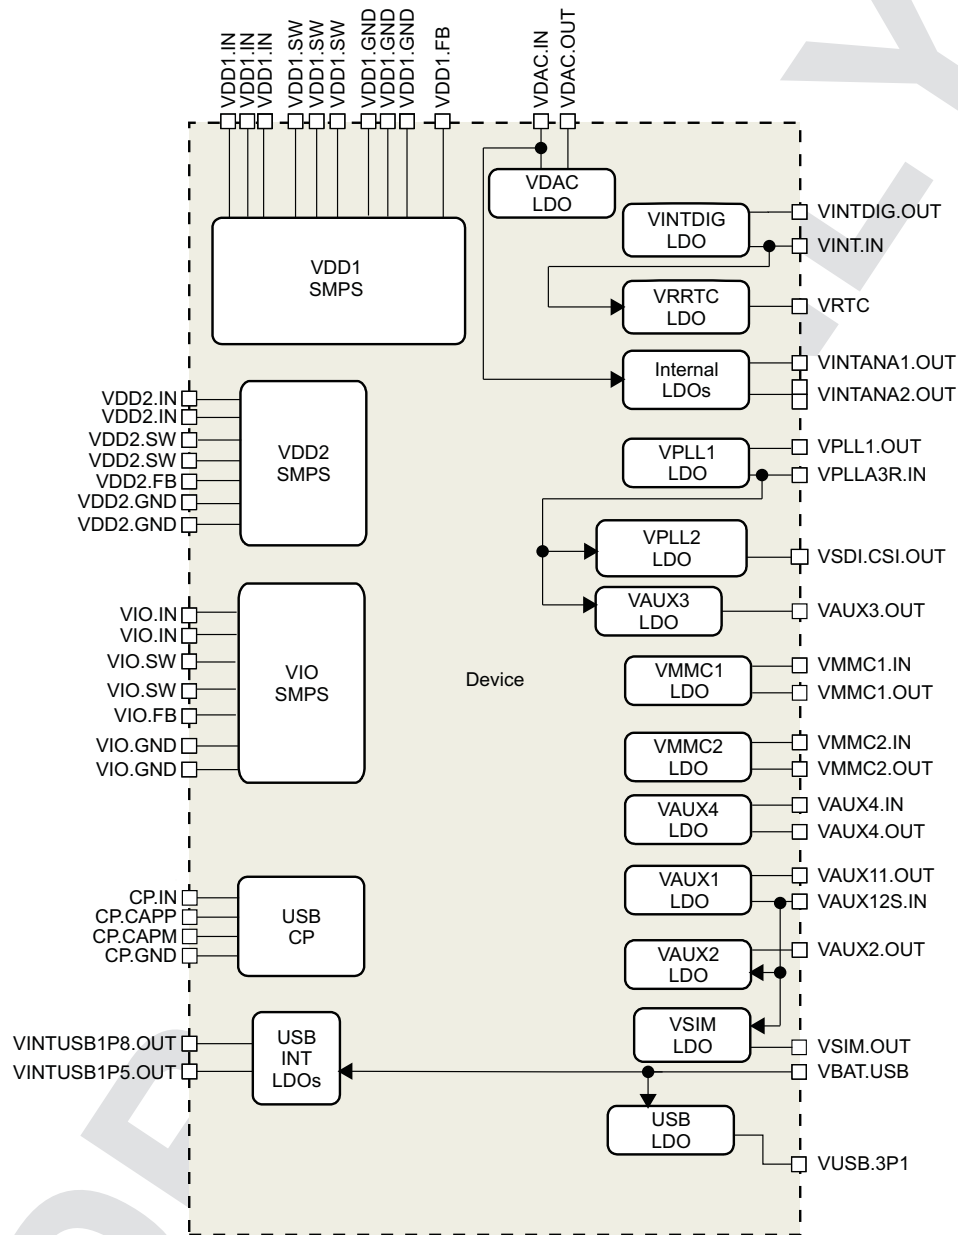 VDD1.IN
VDD1.IN
VDD1.IN
VDD1.SW
VDD1.SW
VDD1.SW
VDD1.GND
VDD1.GND
VDD1.GND
VDD1.FB
VDAC.IN
VDAC.OUT
VDAC
LDO
VINTDIG
LDO
VINTDIG.OUT
VINT.IN
VDD1
SMPS
VRRTC
LDO
VRTC
Internal
LDOs
VINTANA1.OUT
VINTANA2.OUT
VDD2.IN
VDD2.IN
VDD2.SW
VDD2.SW
VDD2.FB
VDD2.GND
VDD2.GND
VDD2
SMPS
VPLL1
LDO
VPLL1.OUT
VPLLA3R.IN
VPLL2
LDO
VSDI.CSI.OUT
VAUX3
LDO
VAUX3.OUT
VIO.IN
VIO.IN
VIO.SW
VIO.SW
VIO.FB
VIO.GND
VIO.GND
VIO
SMPS
Device
VMMC1
LDO
VMMC1.IN
VMMC1.OUT
VMMC2
LDO
VMMC2.IN
VMMC2.OUT
VAUX4
LDO
VAUX4.IN
VAUX4.OUT
VAUX1
LDO
VAUX11.OUT
VAUX12S.IN
CP.IN
CP.CAPP
CP.CAPM
CP.GND
USB
CP
VAUX2
LDO
VAUX2.OUT
VSIM
LDO
VSIM.OUT
VINTUSB1P8.OUT
VINTUSB1P5.OUT
USB
INT
LDOs
VBAT.USB
USB
LDO
VUSB.3P1